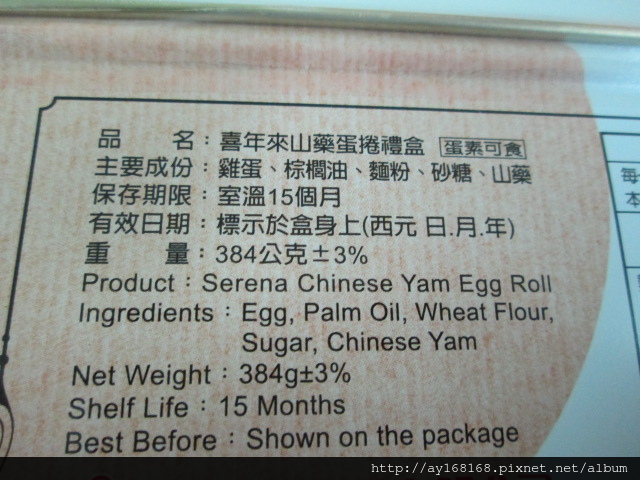 品　　名：喜年來山藥蛋捲禮盒 蛋素可食
主要成份：雞蛋、棕櫚油、麵粉、砂糖、山藥
保存期限：室溫15個月
有效日期：標示於盒身上(西元 日.月.年)
重　　量：384公克±3%
Product：Serena Chinese Yam Egg Roll
Ingredients：Egg, Palm Oil, Wheat Flour,
Sugar, Chinese Yam
Net Weight：384g±3%
Shelf Life：15 Months
Best Before：Shown on the package
每
本
http://ay168168.pixnet.net/album